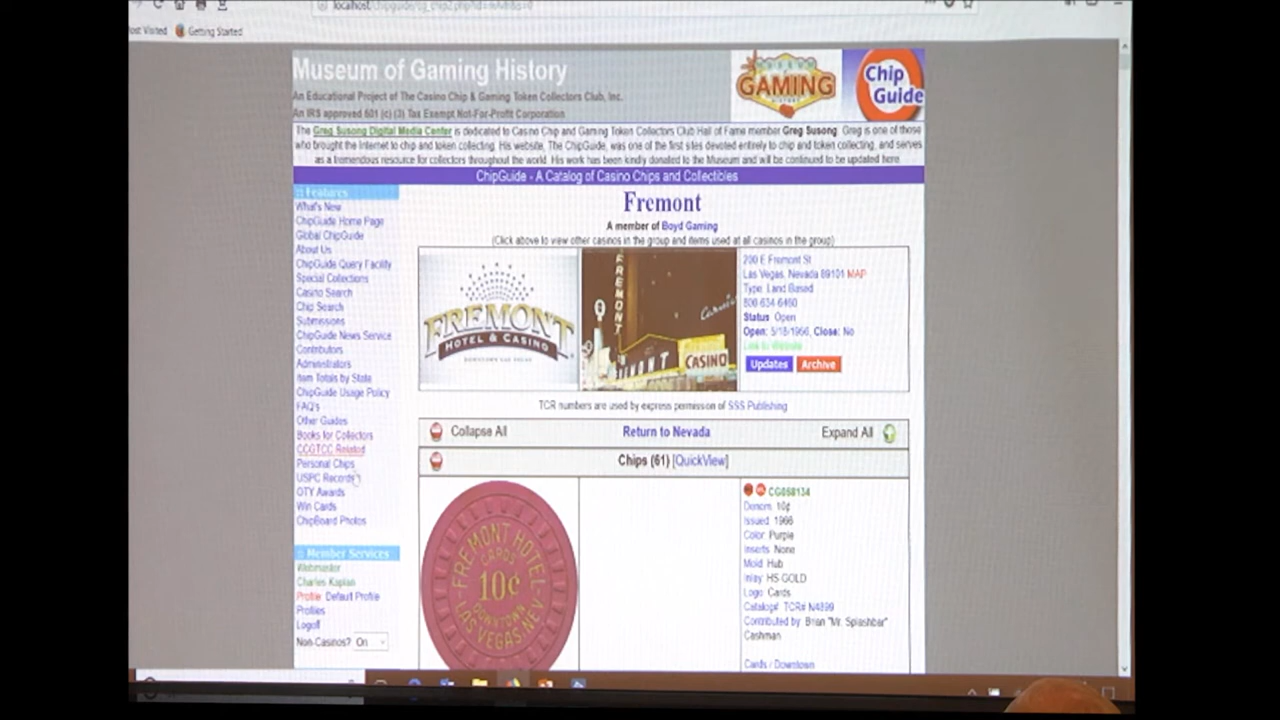 Getting Started
Museum of Gaming History
An Educational Project of The Casino Chip & Gaming Token Collectors Club, Inc.
An IRS approved 501 (c) (3) Tax Exempt Not-For-Profit Corporation
GAMING
Chip
Guide
The Greg Susong Digital Media Center is dedicated to Casino Chip and Gaming Token Collectors Club Hall of Fame member Greg Susong. Greg is one of those
who brought the Internet to chip and token collecting. His website, The ChipGuide, was one of the first sites devoted entirely to chip and token collecting, and serves
as a tremendous resource for collectors throughout the world. His work has been kindly donated to the Museum and will be continued to be updated here.
ChipGuide - A Catalog of Casino Chips and Collectibles
:: Features
What's New
ChipGuide Home Page
Global ChipGuide
About Us
ChipGuide Query Facility
Special Collections
Casino Search
Chip Search
Submissions
ChipGuide News Service
Contributors
Administrators
Item Totals by State
ChipGuide Usage Policy
FAQ's
Other Guides
Books for Collectors
CCGTCC Related
Personal Chips
USPC Records
OTY Awards
Win Cards
ChipBoard Photos
:: Member Services
Webmaster
Charles Kaplan
Profile: Default Profile
Profiles
Logoff
Non-Casinos? On
Fremont
A member of Boyd Gaming
(Click above to view other casinos in the group and items used at all casinos in the group)
FREMONT
HOTEL & CASINO
DOWNTOWN LAS VEGAS
FREMONT
CASINO
200 E Fremont St
Las Vegas, Nevada 89101 MAP
Type: Land Based
800-634-6460
Status: Open
Open: 5/18/1956, Close: No
Link to Website
Updates Archive
TCR numbers are used by express permission of SSS Publishing
Collapse All Return to Nevada Expand All
Chips (61) [QuickView]
FREMONT HOTEL
CARDS
10¢
DOWNTOWN
LAS VEGAS, NEV.
CG058134
Denom: 10¢
Issued: 1966
Color: Purple
Inserts: None
Mold: Hub
Inlay: HS GOLD
Logo: Cards
Catalog#: TCR# N4899
Contributed by: Brian "Mr. Splashbar"
Cashman
Cards / Downtown